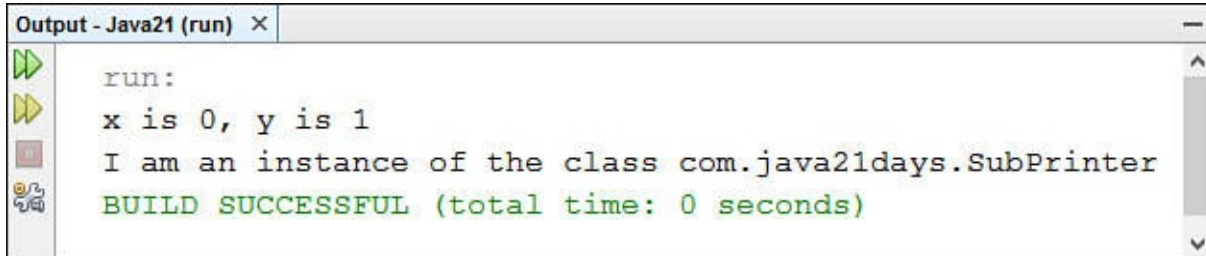 Output - Java21 (run) ×
run:
x is 0, y is 1
I am an instance of the class com.java21days.SubPrinter
BUILD SUCCESSFUL (total time: 0 seconds)